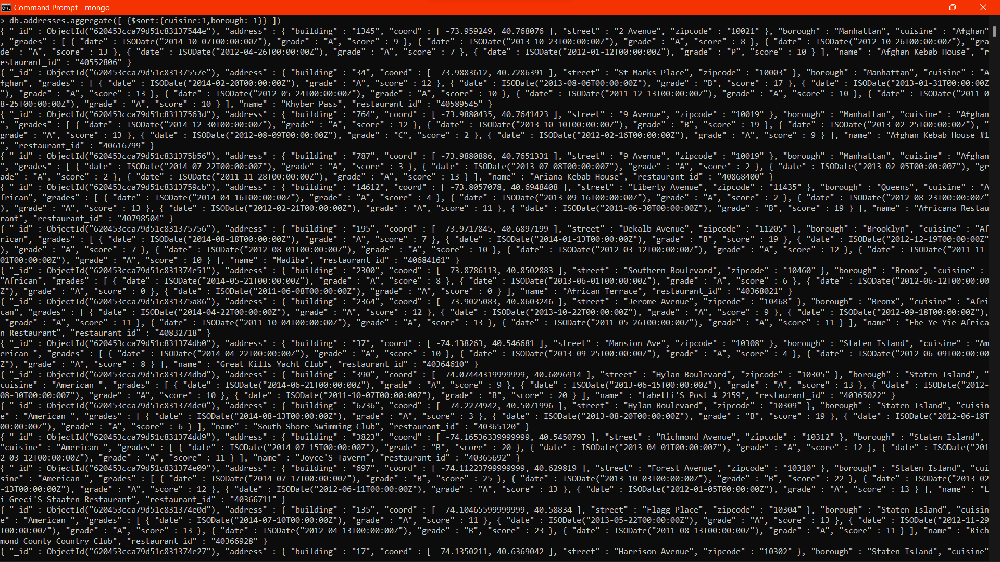 Command Prompt - mongo
> db.addresses.aggregate([ {$sort:{cuisine:1,borough:-1}} ])
{ "_id" : ObjectId("620453cca79d51c83137544e"), "address" : { "building" : "1345", "coord" : [ -73.959249, 40.768076 ], "street" : "2 Avenue", "zipcode" : "10021" }, "borough" : "Manhattan", "cuisine" : "Afghan"
, "grades" : [ { "date" : ISODate("2014-10-07T00:00:00Z"), "grade" : "A", "score" : 9 }, { "date" : ISODate("2013-10-23T00:00:00Z"), "grade" : "A", "score" : 8 }, { "date" : ISODate("2012-10-26T00:00:00Z"), "gra
de" : "A", "score" : 13 }, { "date" : ISODate("2012-04-26T00:00:00Z"), "grade" : "A", "score" : 7 }, { "date" : ISODate("2012-01-12T00:00:00Z"), "grade" : "P", "score" : 10 } ], "name" : "Afghan Kebab House", "r
estaurant_id" : "40552806" }
{ "_id" : ObjectId("620453cca79d51c83137557e"), "address" : { "building" : "34", "coord" : [ -73.9883612, 40.7286391 ], "street" : "St Marks Place", "zipcode" : "10003" }, "borough" : "Manhattan", "cuisine" : "A
fghan", "grades" : [ { "date" : ISODate("2014-02-20T00:00:00Z"), "grade" : "A", "score" : 12 }, { "date" : ISODate("2013-08-06T00:00:00Z"), "grade" : "B", "score" : 17 }, { "date" : ISODate("2013-01-31T00:00:00Z
"), "grade" : "A", "score" : 13 }, { "date" : ISODate("2012-05-24T00:00:00Z"), "grade" : "A", "score" : 10 }, { "date" : ISODate("2011-12-13T00:00:00Z"), "grade" : "A", "score" : 10 }, { "date" : ISODate("2011-0
8-25T00:00:00Z"), "grade" : "A", "score" : 10 } ], "name" : "Khyber Pass", "restaurant_id" : "40589545" }
{ "_id" : ObjectId("620453cca79d51c83137563d"), "address" : { "building" : "764", "coord" : [ -73.9880435, 40.7641423 ], "street" : "9 Avenue", "zipcode" : "10019" }, "borough" : "Manhattan", "cuisine" : "Afghan
", "grades" : [ { "date" : ISODate("2014-12-30T00:00:00Z"), "grade" : "A", "score" : 12 }, { "date" : ISODate("2013-10-10T00:00:00Z"), "grade" : "B", "score" : 19 }, { "date" : ISODate("2013-02-25T00:00:00Z"), "
grade" : "A", "score" : 13 }, { "date" : ISODate("2012-08-09T00:00:00Z"), "grade" : "C", "score" : 2 }, { "date" : ISODate("2012-02-16T00:00:00Z"), "grade" : "A", "score" : 9 } ], "name" : "Afghan Kebab House #1
", "restaurant_id" : "40616799" }
{ "_id" : ObjectId("620453cca79d51c831375b56"), "address" : { "building" : "787", "coord" : [ -73.9880886, 40.7651331 ], "street" : "9 Avenue", "zipcode" : "10019" }, "borough" : "Manhattan", "cuisine" : "Afghan
", "grades" : [ { "date" : ISODate("2014-07-22T00:00:00Z"), "grade" : "A", "score" : 3 }, { "date" : ISODate("2013-07-08T00:00:00Z"), "grade" : "A", "score" : 2 }, { "date" : ISODate("2013-02-05T00:00:00Z"), "gr
ade" : "A", "score" : 2 }, { "date" : ISODate("2011-11-28T00:00:00Z"), "grade" : "A", "score" : 13 } ], "name" : "Ariana Kebab House", "restaurant_id" : "40868400" }
{ "_id" : ObjectId("620453cca79d51c8313759cb"), "address" : { "building" : "14612", "coord" : [ -73.8057078, 40.6948408 ], "street" : "Liberty Avenue", "zipcode" : "11435" }, "borough" : "Queens", "cuisine" : "A
frican", "grades" : [ { "date" : ISODate("2014-04-16T00:00:00Z"), "grade" : "A", "score" : 4 }, { "date" : ISODate("2013-09-16T00:00:00Z"), "grade" : "A", "score" : 2 }, { "date" : ISODate("2012-08-23T00:00:00Z"
), "grade" : "A", "score" : 13 }, { "date" : ISODate("2012-02-21T00:00:00Z"), "grade" : "A", "score" : 11 }, { "date" : ISODate("2011-06-30T00:00:00Z"), "grade" : "B", "score" : 19 } ], "name" : "Africana Restau
rant", "restaurant_id" : "40798504" }
{ "_id" : ObjectId("620453cca79d51c831375756"), "address" : { "building" : "195", "coord" : [ -73.9717845, 40.6897199 ], "street" : "Dekalb Avenue", "zipcode" : "11205" }, "borough" : "Brooklyn", "cuisine" : "Af
rican", "grades" : [ { "date" : ISODate("2014-08-18T00:00:00Z"), "grade" : "A", "score" : 7 }, { "date" : ISODate("2014-01-13T00:00:00Z"), "grade" : "B", "score" : 19 }, { "date" : ISODate("2012-12-19T00:00:00Z"
), "grade" : "A", "score" : 7 }, { "date" : ISODate("2012-08-01T00:00:00Z"), "grade" : "A", "score" : 10 }, { "date" : ISODate("2012-03-12T00:00:00Z"), "grade" : "A", "score" : 12 }, { "date" : ISODate("2011-11-
01T00:00:00Z"), "grade" : "A", "score" : 10 } ], "name" : "Madiba", "restaurant_id" : "40684161" }
{ "_id" : ObjectId("620453cca79d51c831374e51"), "address" : { "building" : "2300", "coord" : [ -73.8786113, 40.8502883 ], "street" : "Southern Boulevard", "zipcode" : "10460" }, "borough" : "Bronx", "cuisine" :
"African", "grades" : [ { "date" : ISODate("2014-05-21T00:00:00Z"), "grade" : "A", "score" : 8 }, { "date" : ISODate("2013-06-01T00:00:00Z"), "grade" : "A", "score" : 6 }, { "date" : ISODate("2012-06-12T00:00:00
Z"), "grade" : "A", "score" : 0 }, { "date" : ISODate("2011-06-08T00:00:00Z"), "grade" : "A", "score" : 0 } ], "name" : "African Terrace", "restaurant_id" : "40368021" }
{ "_id" : ObjectId("620453cca79d51c831375a86"), "address" : { "building" : "2364", "coord" : [ -73.9025083, 40.8603246 ], "street" : "Jerome Avenue", "zipcode" : "10468" }, "borough" : "Bronx", "cuisine" : "Afri
can", "grades" : [ { "date" : ISODate("2014-04-22T00:00:00Z"), "grade" : "A", "score" : 12 }, { "date" : ISODate("2013-10-22T00:00:00Z"), "grade" : "A", "score" : 9 }, { "date" : ISODate("2012-09-18T00:00:00Z"),
"grade" : "A", "score" : 11 }, { "date" : ISODate("2011-10-04T00:00:00Z"), "grade" : "A", "score" : 13 }, { "date" : ISODate("2011-05-26T00:00:00Z"), "grade" : "A", "score" : 11 } ], "name" : "Ebe Ye Yie Africa
n Restaurant", "restaurant_id" : "40832718" }
{ "_id" : ObjectId("620453cca79d51c831374db0"), "address" : { "building" : "37", "coord" : [ -74.138263, 40.546681 ], "street" : "Mansion Ave", "zipcode" : "10308" }, "borough" : "Staten Island", "cuisine" : "Am
erican ", "grades" : [ { "date" : ISODate("2014-04-22T00:00:00Z"), "grade" : "A", "score" : 10 }, { "date" : ISODate("2013-09-25T00:00:00Z"), "grade" : "A", "score" : 4 }, { "date" : ISODate("2012-06-09T00:00:00
Z"), "grade" : "A", "score" : 8 } ], "name" : "Great Kills Yacht Club", "restaurant_id" : "40364610" }
{ "_id" : ObjectId("620453cca79d51c831374dbd"), "address" : { "building" : "390", "coord" : [ -74.07444319999999, 40.6096914 ], "street" : "Hylan Boulevard", "zipcode" : "10305" }, "borough" : "Staten Island", "
cuisine" : "American ", "grades" : [ { "date" : ISODate("2014-06-21T00:00:00Z"), "grade" : "A", "score" : 9 }, { "date" : ISODate("2013-06-15T00:00:00Z"), "grade" : "A", "score" : 13 }, { "date" : ISODate("2012-
08-30T00:00:00Z"), "grade" : "A", "score" : 10 }, { "date" : ISODate("2011-10-07T00:00:00Z"), "grade" : "B", "score" : 20 } ], "name" : "Labetti'S Post # 2159", "restaurant_id" : "40365022" }
{ "_id" : ObjectId("620453cca79d51c831374dc0"), "address" : { "building" : "6736", "coord" : [ -74.2274942, 40.5071996 ], "street" : "Hylan Boulevard", "zipcode" : "10309" }, "borough" : "Staten Island", "cuisin
e" : "American ", "grades" : [ { "date" : ISODate("2014-08-13T00:00:00Z"), "grade" : "A", "score" : 3 }, { "date" : ISODate("2013-08-20T00:00:00Z"), "grade" : "B", "score" : 19 }, { "date" : ISODate("2012-06-18T
00:00:00Z"), "grade" : "A", "score" : 6 } ], "name" : "South Shore Swimming Club", "restaurant_id" : "40365120" }
{ "_id" : ObjectId("620453cca79d51c831374dd9"), "address" : { "building" : "3823", "coord" : [ -74.16536339999999, 40.5450793 ], "street" : "Richmond Avenue", "zipcode" : "10312" }, "borough" : "Staten Island",
"cuisine" : "American ", "grades" : [ { "date" : ISODate("2014-07-15T00:00:00Z"), "grade" : "B", "score" : 20 }, { "date" : ISODate("2013-04-01T00:00:00Z"), "grade" : "A", "score" : 12 }, { "date" : ISODate("201
2-03-12T00:00:00Z"), "grade" : "A", "score" : 11 } ], "name" : "Joyce'S Tavern", "restaurant_id" : "40365692" }
{ "_id" : ObjectId("620453cca79d51c831374e09"), "address" : { "building" : "697", "coord" : [ -74.11223799999999, 40.629819 ], "street" : "Forest Avenue", "zipcode" : "10310" }, "borough" : "Staten Island", "cui
sine" : "American ", "grades" : [ { "date" : ISODate("2014-07-17T00:00:00Z"), "grade" : "B", "score" : 25 }, { "date" : ISODate("2013-10-03T00:00:00Z"), "grade" : "B", "score" : 22 }, { "date" : ISODate("2013-02
-13T00:00:00Z"), "grade" : "A", "score" : 12 }, { "date" : ISODate("2012-06-11T00:00:00Z"), "grade" : "A", "score" : 13 }, { "date" : ISODate("2012-01-05T00:00:00Z"), "grade" : "A", "score" : 13 } ], "name" : "L
i Greci'S Staaten Restaurant", "restaurant_id" : "40366711" }
{ "_id" : ObjectId("620453cca79d51c831374e0d"), "address" : { "building" : "135", "coord" : [ -74.10465599999999, 40.58834 ], "street" : "Flagg Place", "zipcode" : "10304" }, "borough" : "Staten Island", "cuisin
e" : "American ", "grades" : [ { "date" : ISODate("2014-07-10T00:00:00Z"), "grade" : "A", "score" : 11 }, { "date" : ISODate("2013-05-22T00:00:00Z"), "grade" : "A", "score" : 13 }, { "date" : ISODate("2012-11-29
T00:00:00Z"), "grade" : "A", "score" : 13 }, { "date" : ISODate("2012-04-13T00:00:00Z"), "grade" : "B", "score" : 23 }, { "date" : ISODate("2011-08-13T00:00:00Z"), "grade" : "A", "score" : 11 } ], "name" : "Rich
mond County Country Club", "restaurant_id" : "40366928" }
{ "_id" : ObjectId("620453cca79d51c831374e27"), "address" : { "building" : "17", "coord" : [ -74.1350211, 40.6369042 ], "street" : "Harrison Avenue", "zipcode" : "10302" }, "borough" : "Staten Island", "cuisine"